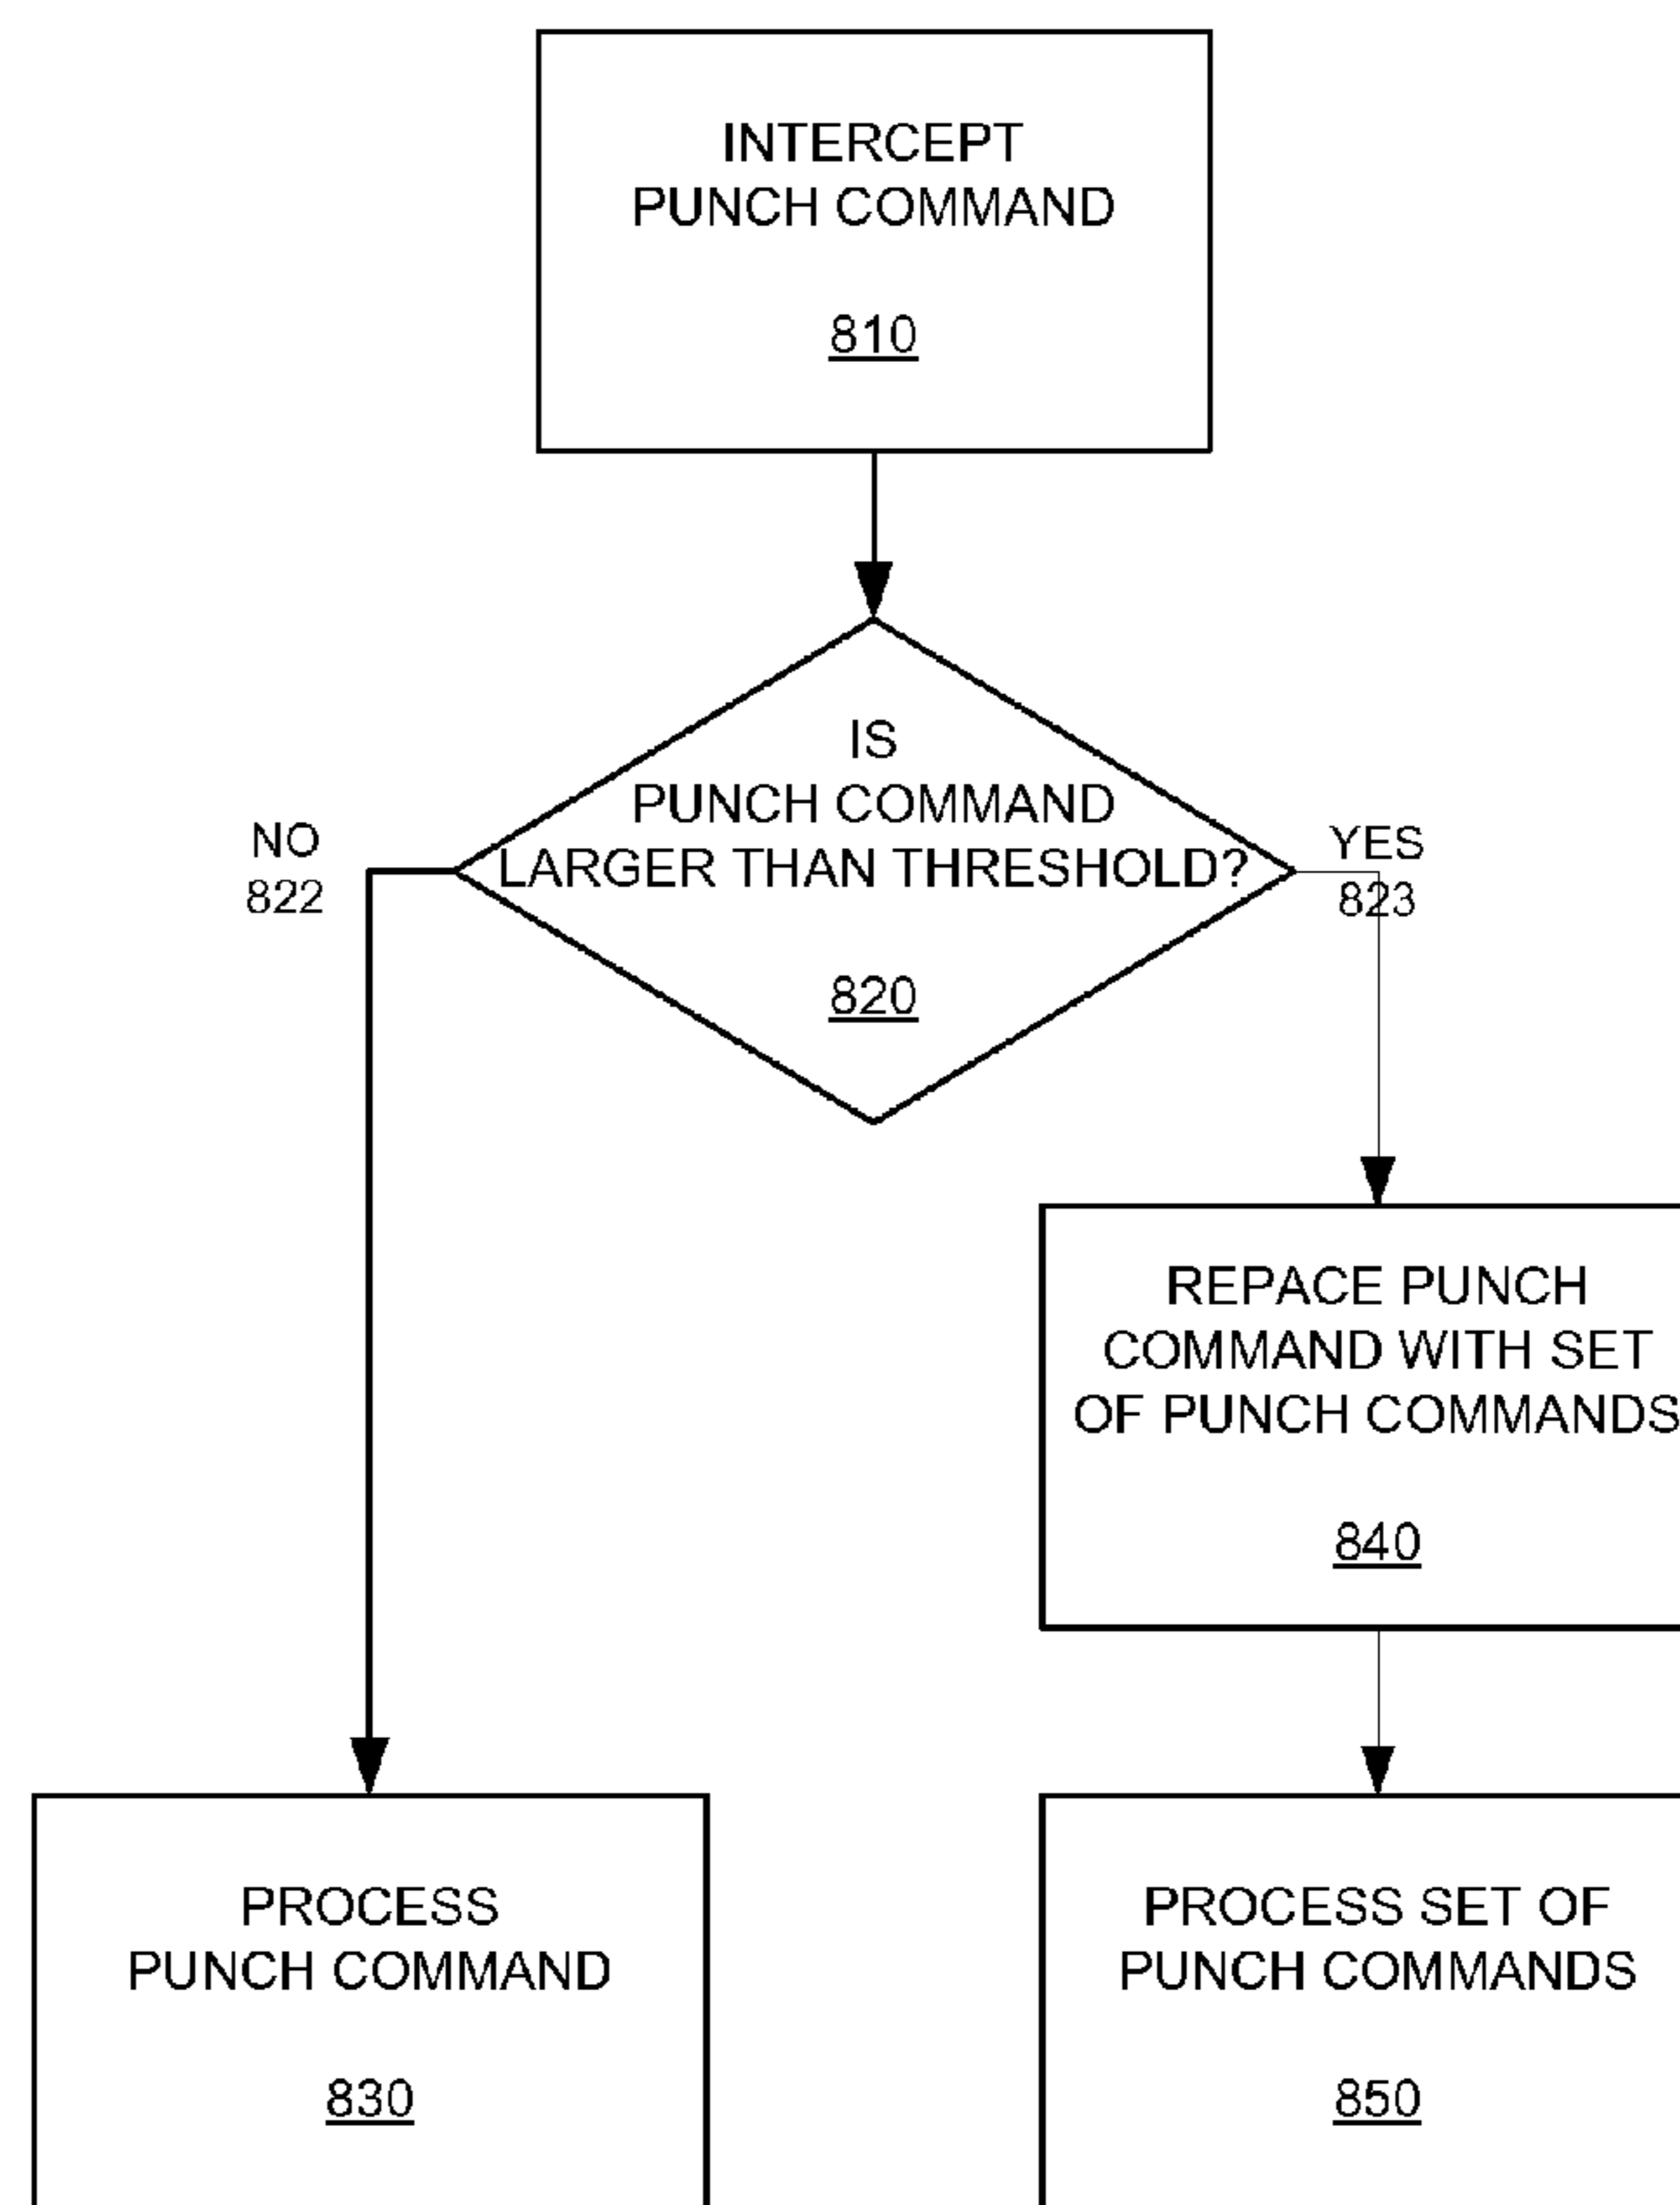 INTERCEPT
PUNCH COMMAND
810
IS
PUNCH COMMAND
LARGER THAN THRESHOLD?
820
NO
822
YES
823
REPACE PUNCH
COMMAND WITH SET
OF PUNCH COMMANDS
840
PROCESS
PUNCH COMMAND
830
PROCESS SET OF
PUNCH COMMANDS
850